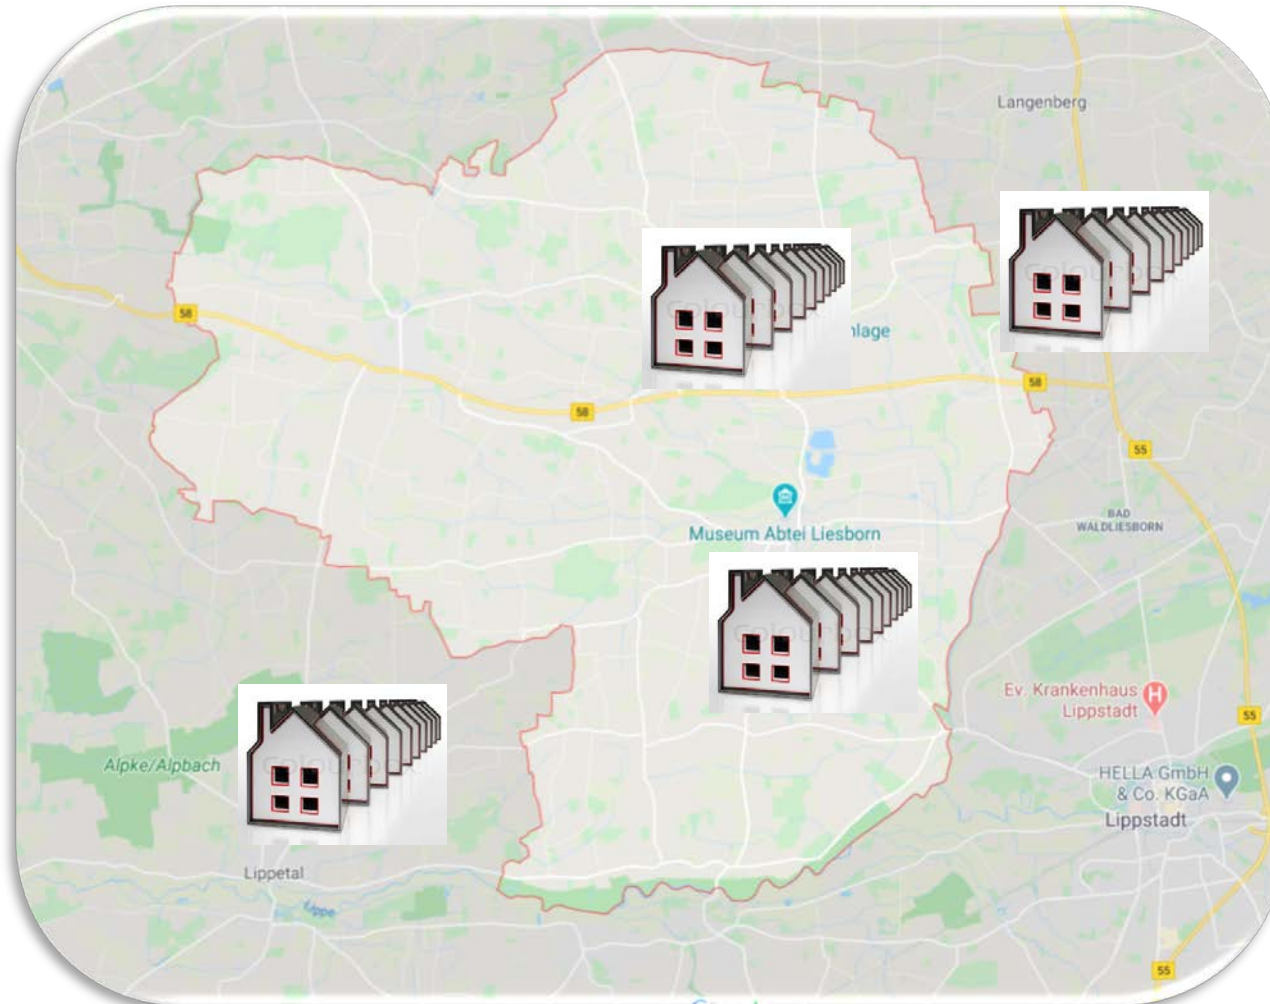 Langenberg
nlage
58
58
58
55
Museum Abtei Liesborn
BAD
WALDLIESBORN
Ev. Krankenhaus
Lippstadt
55
Alpke/Alpbach
HELLA GmbH
& Co. KGaA
Lippstadt
Lippetal
Lippe
55